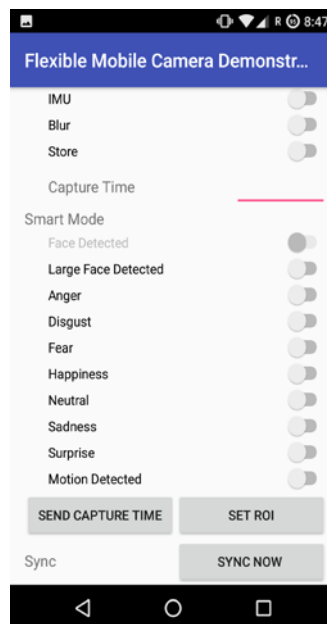 R 8:47
Flexible Mobile Camera Demonstr...
IMU
Blur
Store
Capture Time
Smart Mode
Face Detected
Large Face Detected
Anger
Disgust
Fear
Happiness
Neutral
Sadness
Surprise
Motion Detected
SEND CAPTURE TIME SET ROI
Sync SYNC NOW